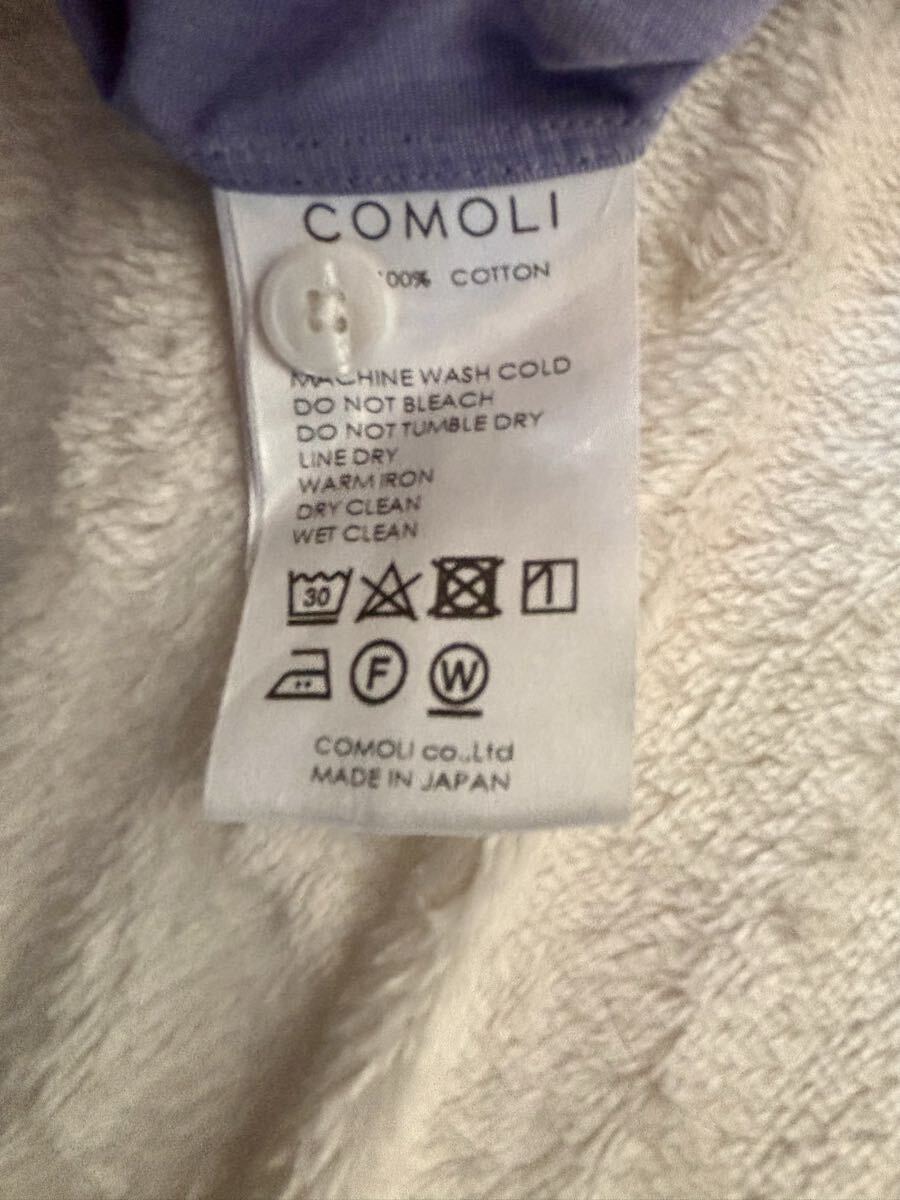 COMOLI
100% COTTON
MACHINE WASH COLD
DO NOT BLEACH
DO NOT TUMBLE DRY
LINE DRY
WARM IRON
DRY CLEAN
WET CLEAN
30
F W
COMOLI co.,Ltd
MADE IN JAPAN